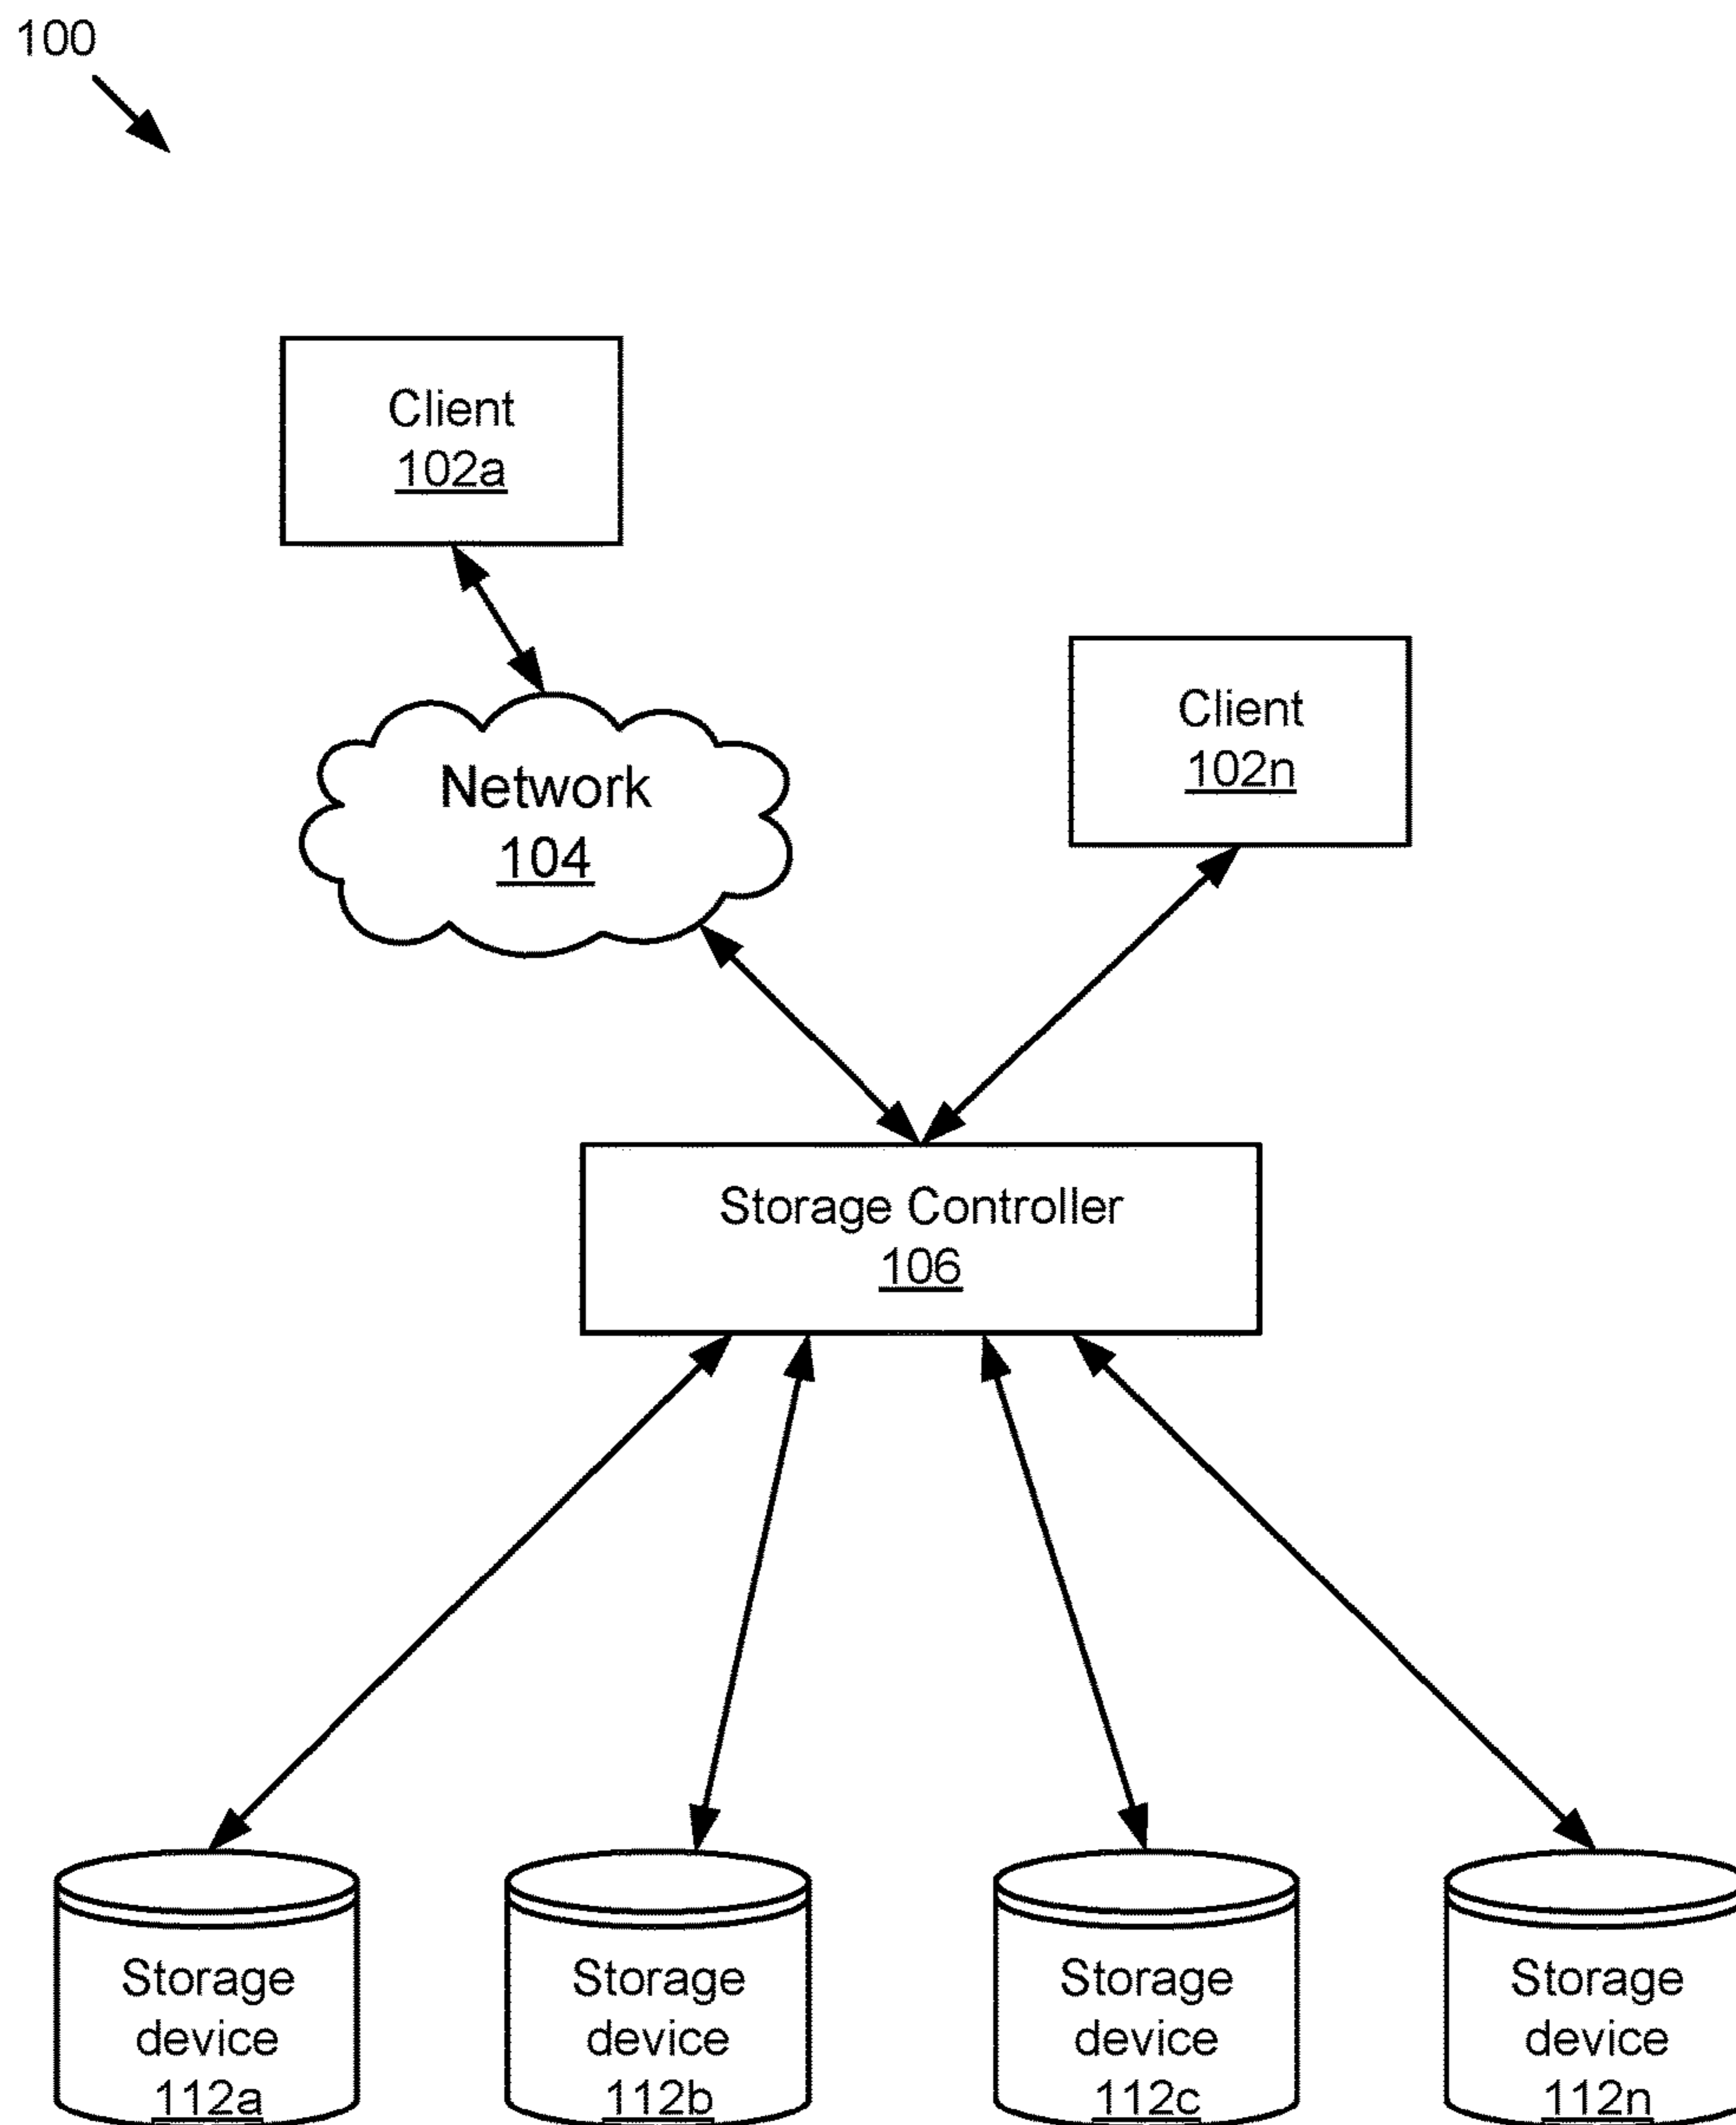 100
Client
102a
Client
102n
Network
104
Storage Controller
106
Storage
device
112a
Storage
device
112b
Storage
device
112c
Storage
device
112n